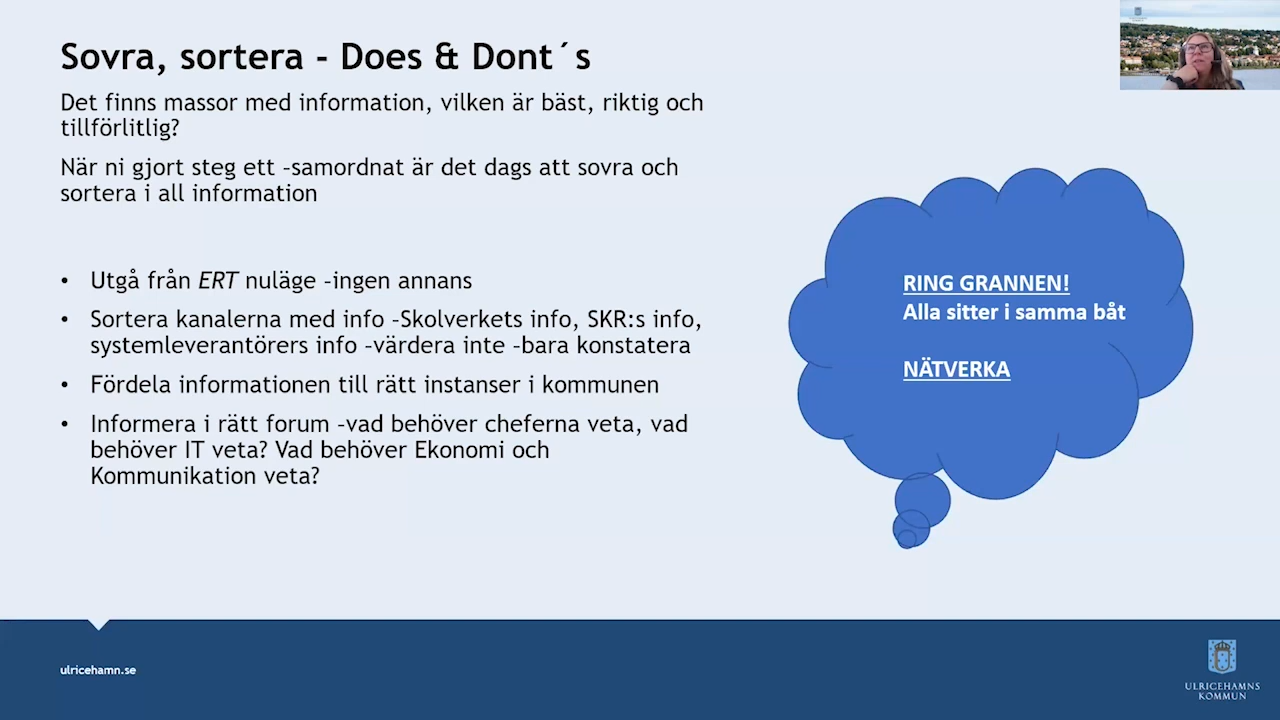 Sovra, sortera - Does & Dont´s
Det finns massor med information, vilken är bäst, riktig och
tillförlitlig?
När ni gjort steg ett –samordnat är det dags att sovra och
sortera i all information
• Utgå från ERT nuläge –ingen annans
• Sortera kanalerna med info –Skolverkets info, SKR:s info,
systemleverantörers info –värdera inte –bara konstatera
• Fördela informationen till rätt instanser i kommunen
• Informera i rätt forum –vad behöver cheferna veta, vad
behöver IT veta? Vad behöver Ekonomi och
Kommunikation veta?
RING GRANNEN!
Alla sitter i samma båt
NÄTVERKA
ulricehamn.se
ULRICEHAMNS
KOMMUN